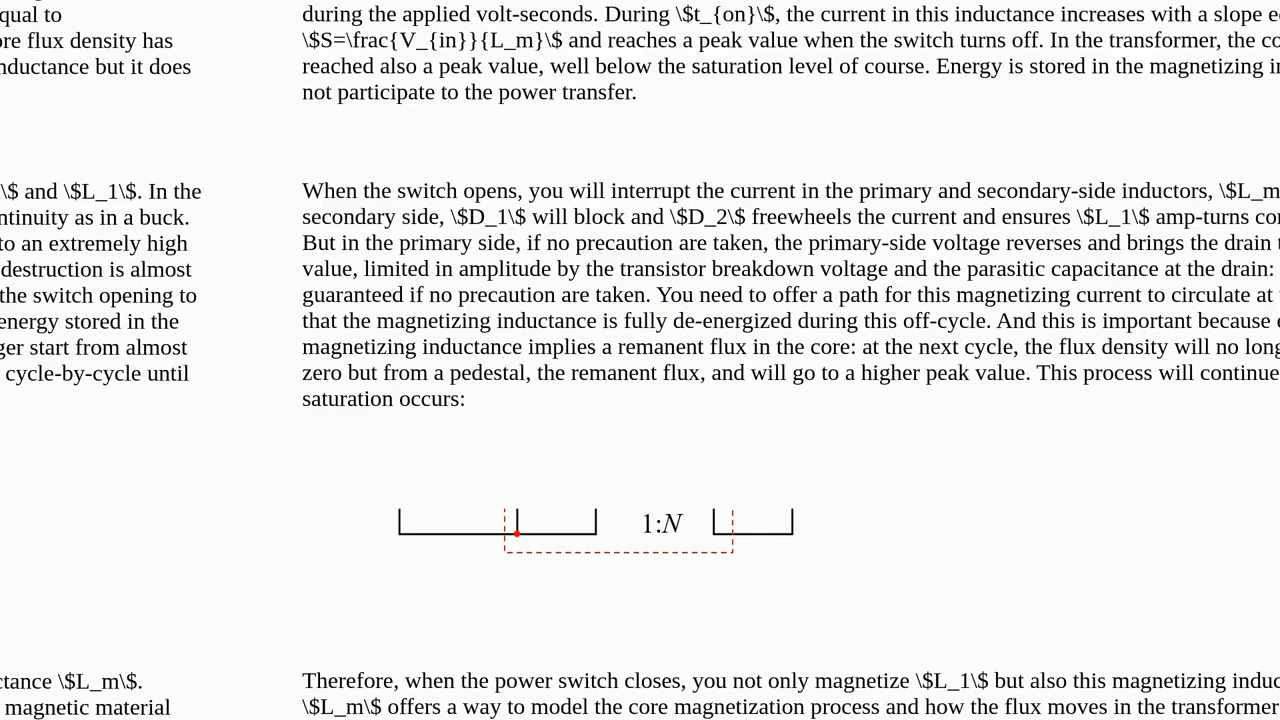 qual to
ore flux density has
nductance but it does
\$ and \$L_1\$. In the
ntinuity as in a buck.
to an extremely high
destruction is almost
the switch opening to
energy stored in the
ger start from almost
cycle-by-cycle until
ctance \$L_m\$.
magnetic material
during the applied volt-seconds. During \$t_{on}\$, the current in this inductance increases with a slope e
\$S=\frac{V_{in}}{L_m}\$ and reaches a peak value when the switch turns off. In the transformer, the co
reached also a peak value, well below the saturation level of course. Energy is stored in the magnetizing in
not participate to the power transfer.
When the switch opens, you will interrupt the current in the primary and secondary-side inductors, \$L_m
secondary side, \$D_1\$ will block and \$D_2\$ freewheels the current and ensures \$L_1\$ amp-turns con
But in the primary side, if no precaution are taken, the primary-side voltage reverses and brings the drain t
value, limited in amplitude by the transistor breakdown voltage and the parasitic capacitance at the drain:
guaranteed if no precaution are taken. You need to offer a path for this magnetizing current to circulate at
that the magnetizing inductance is fully de-energized during this off-cycle. And this is important because e
magnetizing inductance implies a remanent flux in the core: at the next cycle, the flux density will no long
zero but from a pedestal, the remanent flux, and will go to a higher peak value. This process will continue
saturation occurs:
1:N
Therefore, when the power switch closes, you not only magnetize \$L_1\$ but also this magnetizing induc
\$L_m\$ offers a way to model the core magnetization process and how the flux moves in the transformer